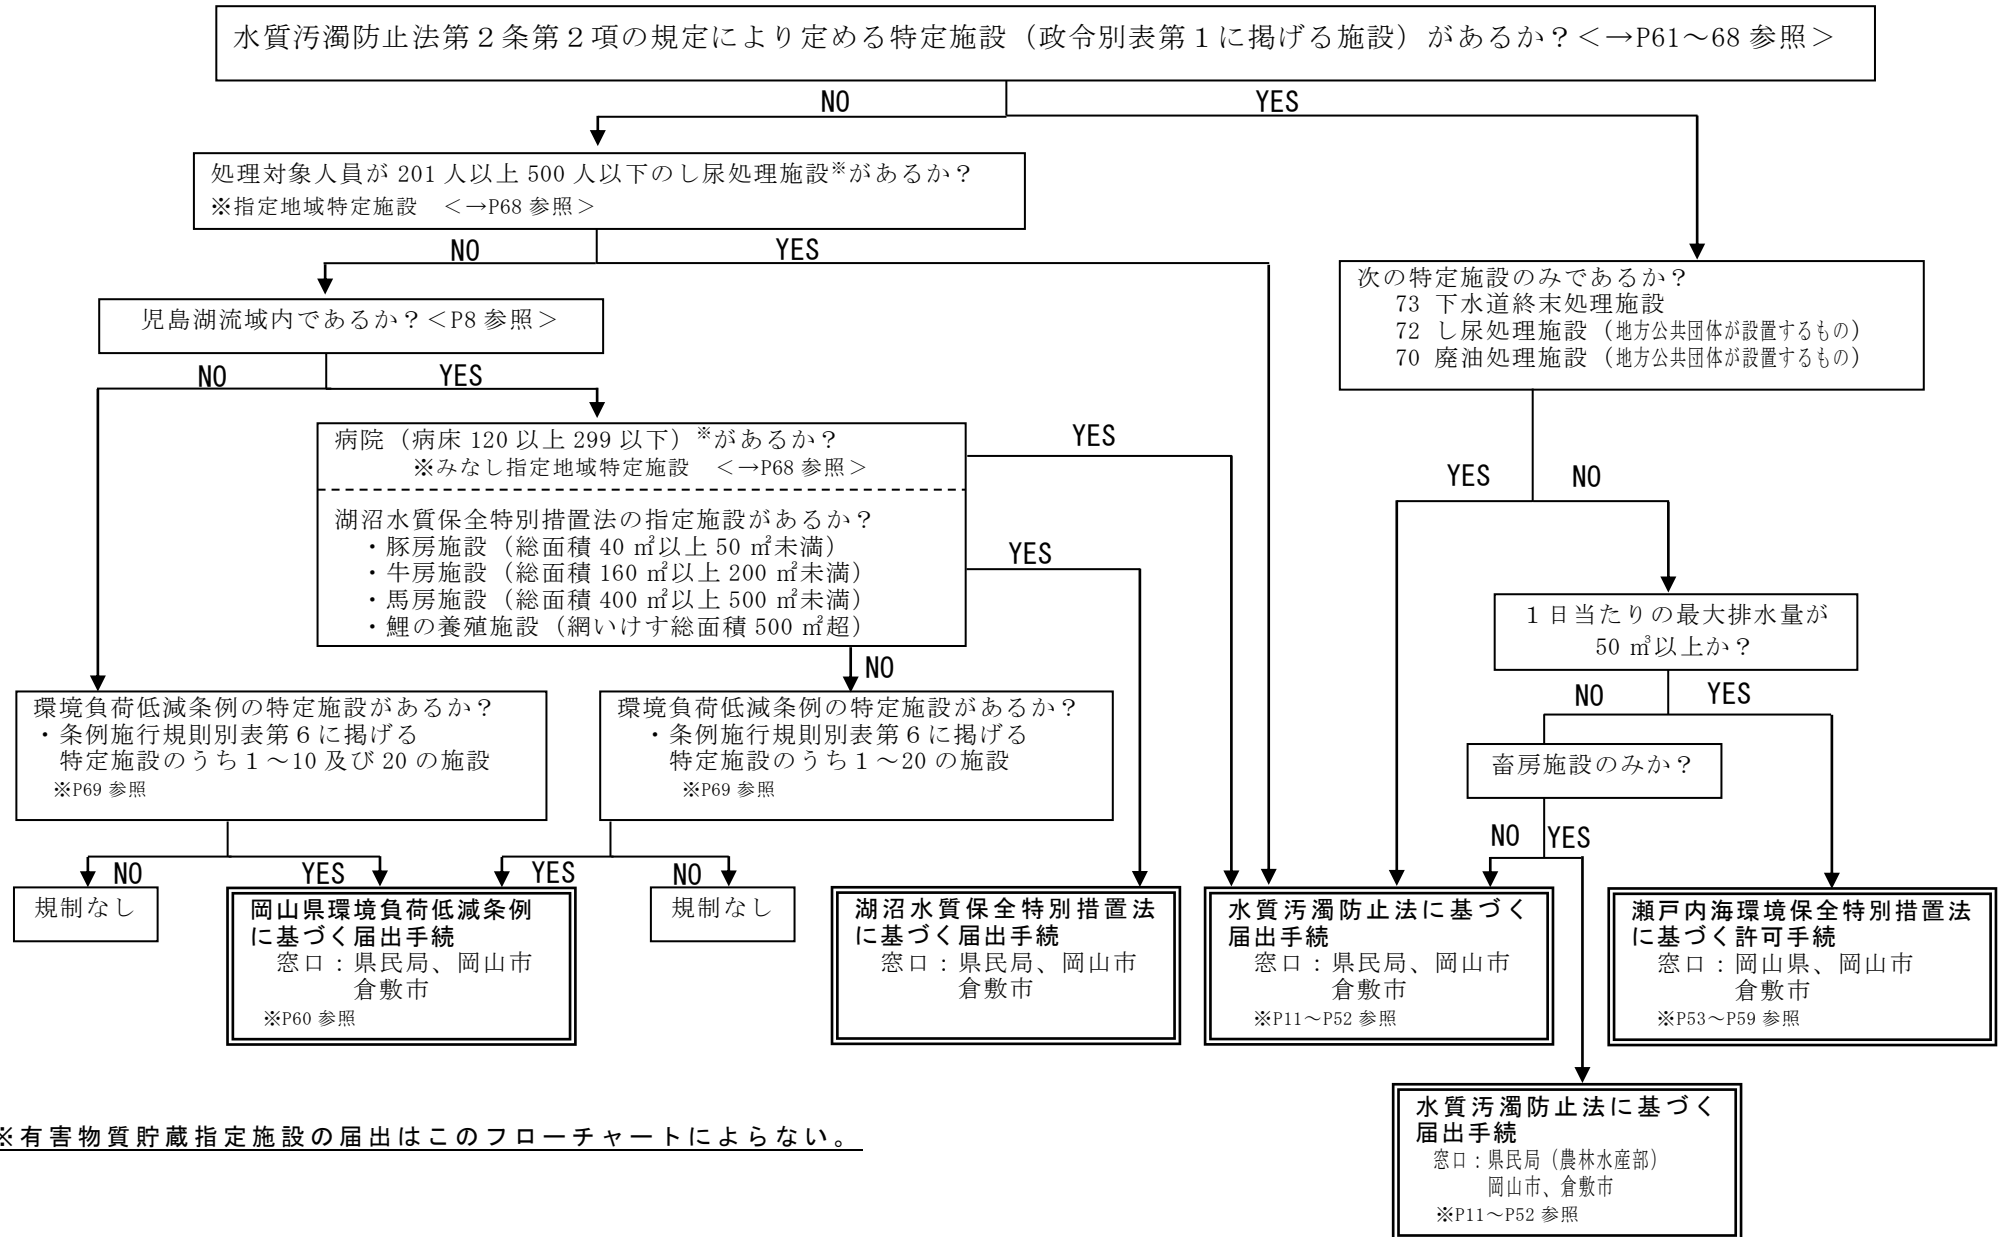 水質汚濁防止法第２条第２項の規定により定める特定施設（政令別表第１に掲げる施設）があるか？＜→P61～68 参照＞
NO
YES
処理対象人員が 201 人以上 500 人以下のし尿処理施設※があるか？
※指定地域特定施設　＜→P68 参照＞
NO
YES
児島湖流域内であるか？＜P8 参照＞
NO
YES
次の特定施設のみであるか？
73 下水道終末処理施設
72 し尿処理施設（地方公共団体が設置するもの）
70 廃油処理施設（地方公共団体が設置するもの）
病院（病床 120 以上 299 以下）※があるか？
※みなし指定地域特定施設　＜→P68 参照＞
YES
湖沼水質保全特別措置法の指定施設があるか？
・豚房施設（総面積 40 ㎡以上 50 ㎡未満）
・牛房施設（総面積 160 ㎡以上 200 ㎡未満）
・馬房施設（総面積 400 ㎡以上 500 ㎡未満）
・鯉の養殖施設（網いけす総面積 500 ㎡超）
YES
NO
YES
NO
１日当たりの最大排水量が
50 ㎥以上か？
NO
YES
畜房施設のみか？
NO
YES
環境負荷低減条例の特定施設があるか？
・条例施行規則別表第６に掲げる
特定施設のうち１～10 及び 20 の施設
※P69 参照
環境負荷低減条例の特定施設があるか？
・条例施行規則別表第６に掲げる
特定施設のうち１～20 の施設
※P69 参照
NO
YES
YES
NO
規制なし
岡山県環境負荷低減条例
に基づく届出手続
窓口：県民局、岡山市
倉敷市
※P60 参照
規制なし
湖沼水質保全特別措置法
に基づく届出手続
窓口：県民局、岡山市
倉敷市
水質汚濁防止法に基づく
届出手続
窓口：県民局、岡山市
倉敷市
※P11～P52 参照
瀬戸内海環境保全特別措置法
に基づく許可手続
窓口：岡山県、岡山市
倉敷市
※P53～P59 参照
水質汚濁防止法に基づく
届出手続
窓口：県民局（農林水産部）
岡山市、倉敷市
※P11～P52 参照
※有害物質貯蔵指定施設の届出はこのフローチャートによらない。